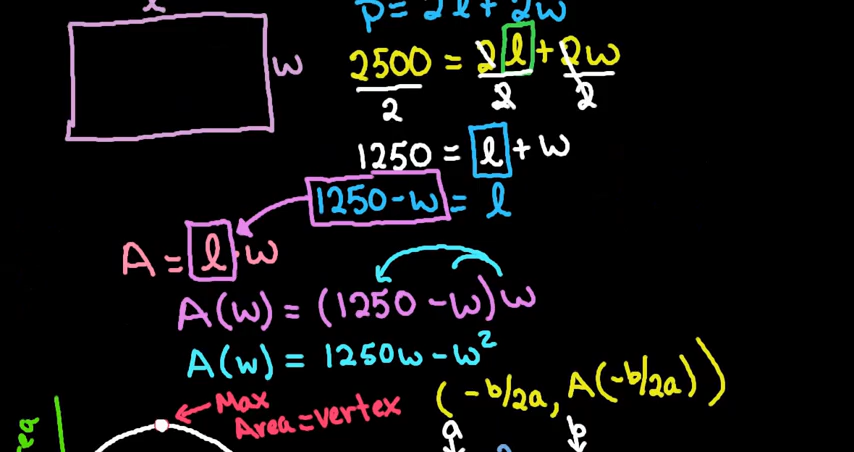 l
P = 2l + 2w
w
2500 = 2l + 2w
2 2 2
1250 = l + w
1250 - w = l
A = l · w
A(w) = (1250 - w)w
A(w) = 1250w - w²
(-b/2a, A(-b/2a))
Max
Area = vertex
a b